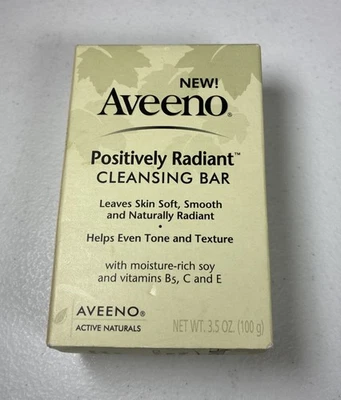 NEW!
Aveeno®
Positively Radiant™
CLEANSING BAR
Leaves Skin Soft, Smooth
and Naturally Radiant
•
Helps Even Tone and Texture
with moisture-rich soy
and vitamins B5, C and E
AVEENO®
ACTIVE NATURALS
NET WT. 3.5 OZ. (100 g)